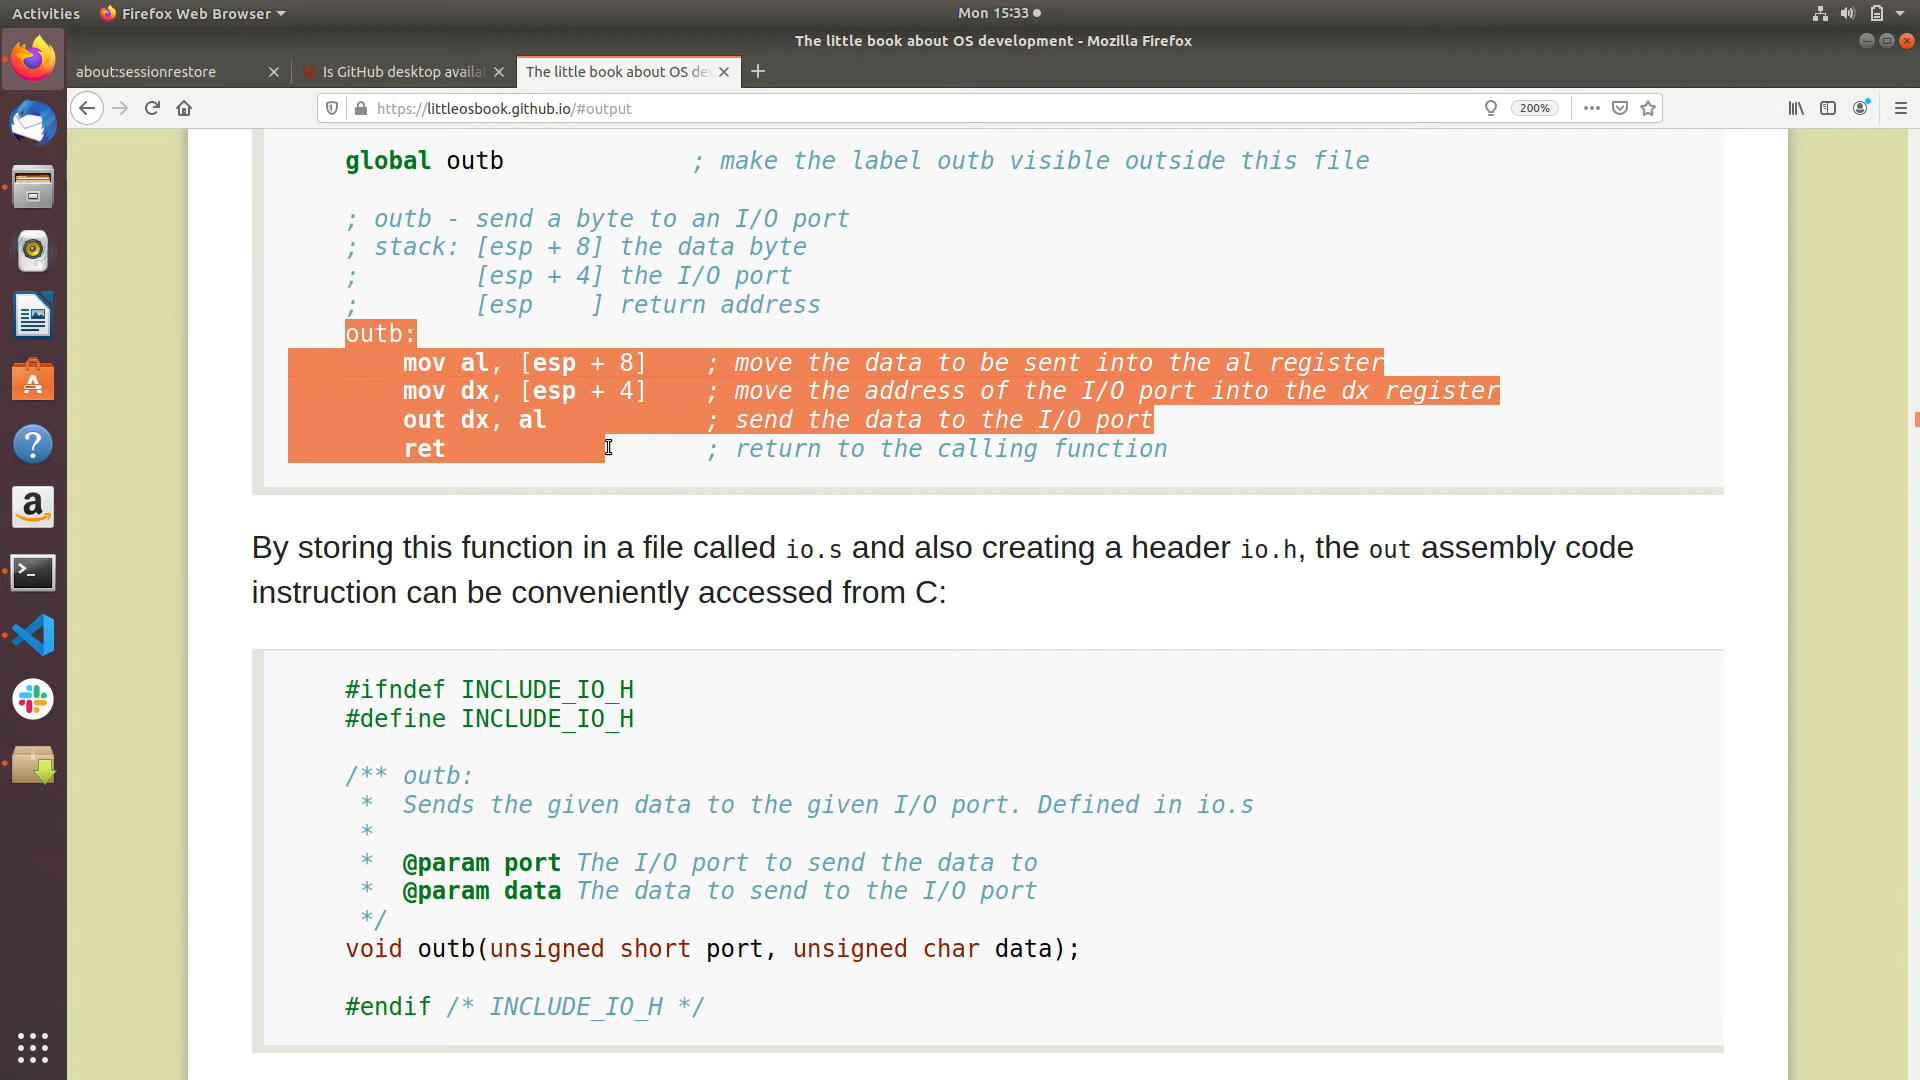 Activities Firefox Web Browser Mon 15:33
The little book about OS development - Mozilla Firefox
about:sessionrestore Is GitHub desktop availa The little book about OS de
https://littleosbook.github.io/#output 200%
global outb ; make the label outb visible outside this file
; outb - send a byte to an I/O port
; stack: [esp + 8] the data byte
; [esp + 4] the I/O port
; [esp ] return address
outb:
mov al, [esp + 8] ; move the data to be sent into the al register
mov dx, [esp + 4] ; move the address of the I/O port into the dx register
out dx, al ; send the data to the I/O port
ret ; return to the calling function
By storing this function in a file called io.s and also creating a header io.h, the out assembly code
instruction can be conveniently accessed from C:
#ifndef INCLUDE_IO_H
#define INCLUDE_IO_H
/** outb:
* Sends the given data to the given I/O port. Defined in io.s
*
* @param port The I/O port to send the data to
* @param data The data to send to the I/O port
*/
void outb(unsigned short port, unsigned char data);
#endif /* INCLUDE_IO_H */